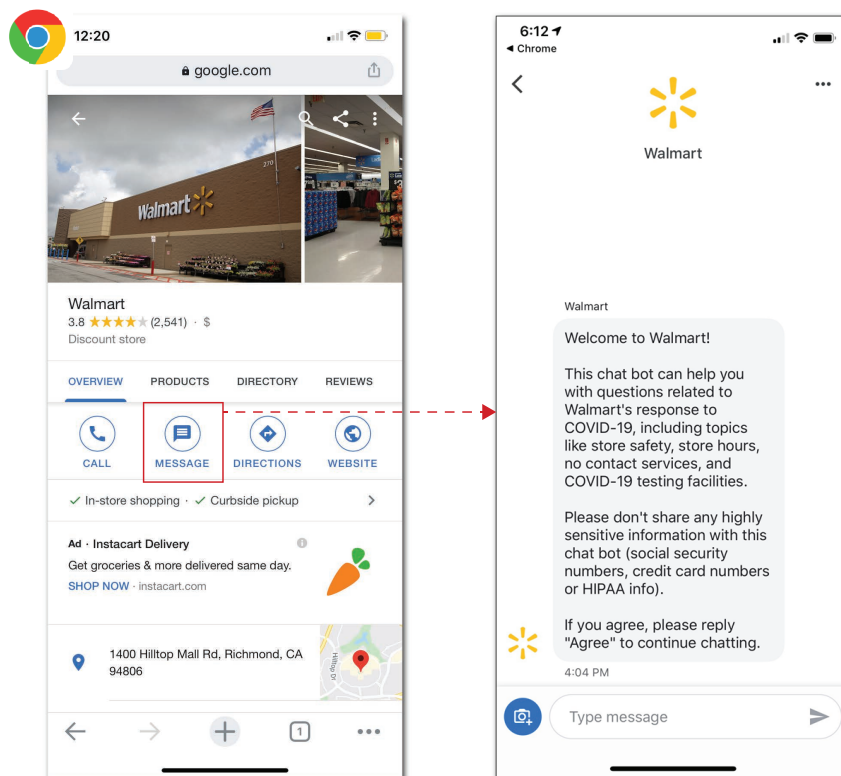 12:20
google.com
270
Walmart
Walmart
3.8 (2,541) · $
Discount store
OVERVIEW PRODUCTS DIRECTORY REVIEWS
CALL MESSAGE DIRECTIONS WEBSITE
In-store shopping · Curbside pickup
Ad · Instacart Delivery
Get groceries & more delivered same day.
SHOP NOW · instacart.com
1400 Hilltop Mall Rd, Richmond, CA
94806
Hilltop Dr
1
6:12
Chrome
Walmart
Walmart
Welcome to Walmart!
This chat bot can help you
with questions related to
Walmart's response to
COVID-19, including topics
like store safety, store hours,
no contact services, and
COVID-19 testing facilities.
Please don't share any highly
sensitive information with this
chat bot (social security
numbers, credit card numbers
or HIPAA info).
If you agree, please reply
"Agree" to continue chatting.
4:04 PM
Type message